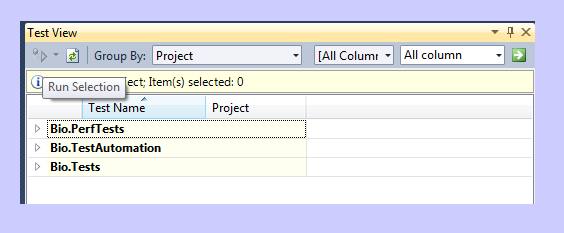 Test View
Group By: Project [All Colum All column
Run Selection ject; Item(s) selected: 0
Test Name Project
Bio.PerfTests
Bio.TestAutomation
Bio.Tests